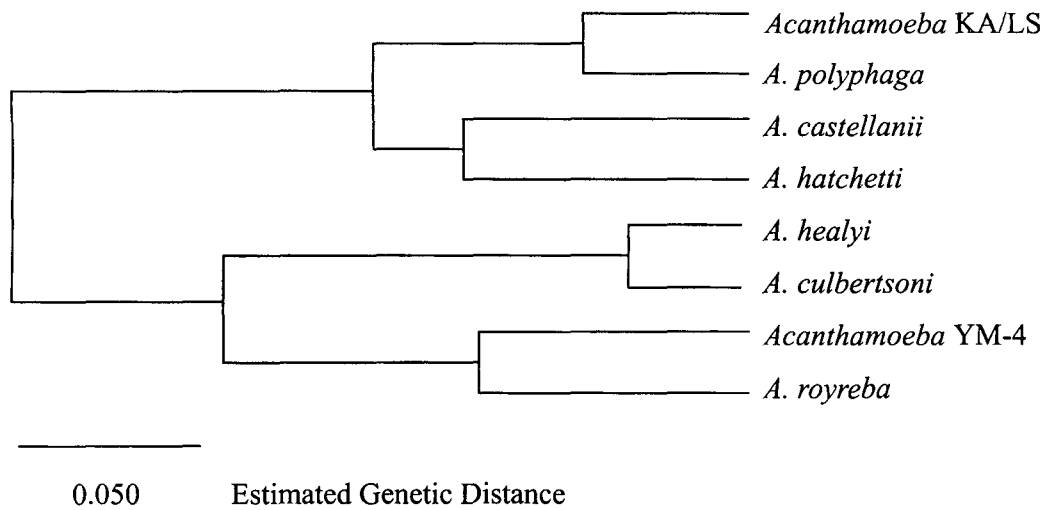 Acanthamoeba KA/LS
A. polyphaga
A. castellanii
A. hatchetti
A. healyi
A. culbertsoni
Acanthamoeba YM-4
A. royreba
0.050 Estimated Genetic Distance